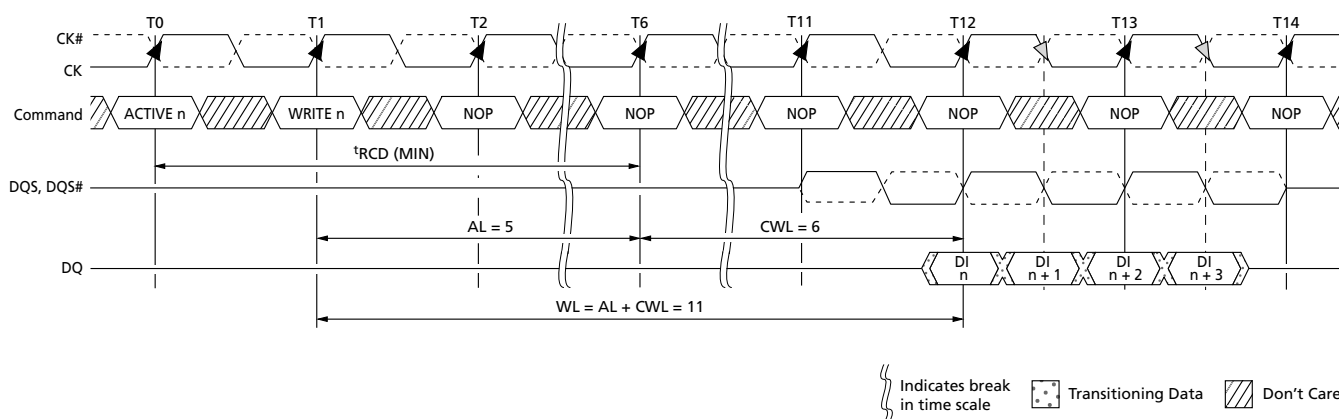 T0 T1 T2 T6 T11 T12 T13 T14
CK#
CK
Command ACTIVE n WRITE n NOP NOP NOP NOP NOP NOP
tRCD (MIN)
DQS, DQS#
AL = 5 CWL = 6
DQ DI n DI n + 1 DI n + 2 DI n + 3
WL = AL + CWL = 11
Indicates break
in time scale
Transitioning Data
Don't Care